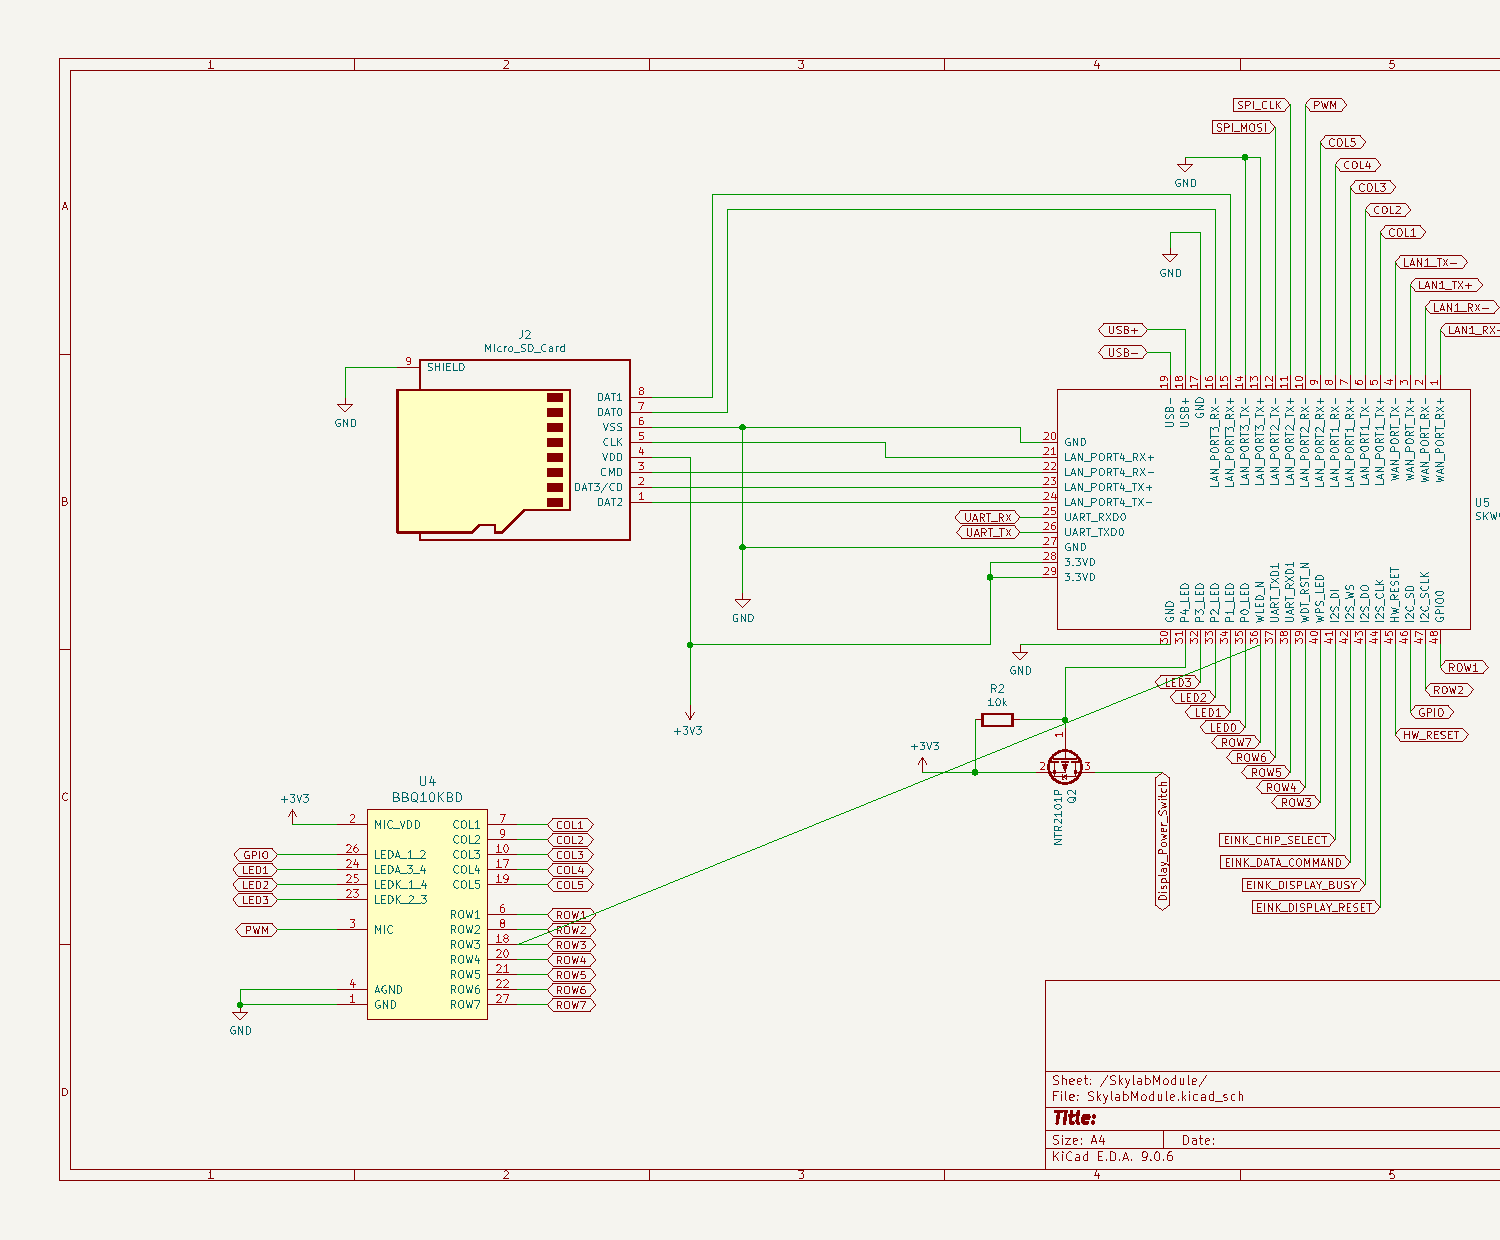 1 2 3 4 5
A
B
C
D
1 2 3 4 5
SPI_CLK
PWM
SPI_MOSI
COL5
COL4
COL3
COL2
COL1
GND
GND
LAN1_TX-
LAN1_TX+
LAN1_RX-
LAN1_RX-
USB+
USB-
J2
Micro_SD_Card
9
SHIELD
GND
DAT1 8
DAT0 7
VSS 6
CLK 5
VDD 4
CMD 3
DAT3/CD 2
DAT2 1
GND
+3V3
19 USB-
18 USB+
17 GND
16 LAN_PORT3_RX-
15 LAN_PORT3_RX+
14 LAN_PORT3_TX-
13 LAN_PORT3_TX+
12 LAN_PORT2_TX-
11 LAN_PORT2_TX+
10 LAN_PORT2_RX-
9 LAN_PORT2_RX+
8 LAN_PORT1_RX-
7 LAN_PORT1_RX+
6 LAN_PORT1_TX-
5 LAN_PORT1_TX+
4 WAN_PORT_TX-
3 WAN_PORT_TX+
2 WAN_PORT_RX-
1 WAN_PORT_RX+
20 GND
21 LAN_PORT4_RX+
22 LAN_PORT4_RX-
23 LAN_PORT4_TX+
24 LAN_PORT4_TX-
UART_RX 25 UART_RXD0
UART_TX 26 UART_TXD0
27 GND
28 3.3VD
29 3.3VD
U5
30 GND
31 P4_LED
32 P3_LED
33 P2_LED
34 P1_LED
35 P0_LED
36 WLED_N
37 UART_TXD1
38 UART_RXD1
39 WDT_RST_N
40 WPS_LED
41 I2S_DI
42 I2S_WS
43 I2S_DO
44 I2S_CLK
45 HW_RESET
46 I2C_SD
47 I2C_SCLK
48 GPIO0
GND
LED3
LED2
LED1
LED0
ROW7
ROW6
ROW5
ROW4
ROW3
ROW1
ROW2
GPIO
HW_RESET
EINK_CHIP_SELECT
EINK_DATA_COMMAND
EINK_DISPLAY_BUSY
EINK_DISPLAY_RESET
R2
10k
+3V3
1
2
3
NTR2101P
Q2
Display_Power_Switch
U4
BBQ10KBD
+3V3
2 MIC_VDD
GPIO 26 LEDA_1_2
LED1 24 LEDA_3_4
LED2 25 LEDK_1_4
LED3 23 LEDK_2_3
PWM 3 MIC
4 AGND
1 GND
GND
COL1 7 COL1
COL2 9 COL2
COL3 10 COL3
COL4 17 COL4
COL5 19 COL5
ROW1 6 ROW1
ROW2 8 ROW2
ROW3 18 ROW3
ROW4 20 ROW4
ROW5 21 ROW5
ROW6 22 ROW6
ROW7 27 ROW7
Sheet: /SkylabModule/
File: SkylabModule.kicad_sch
Title:
Size: A4 Date:
KiCad E.D.A. 9.0.6